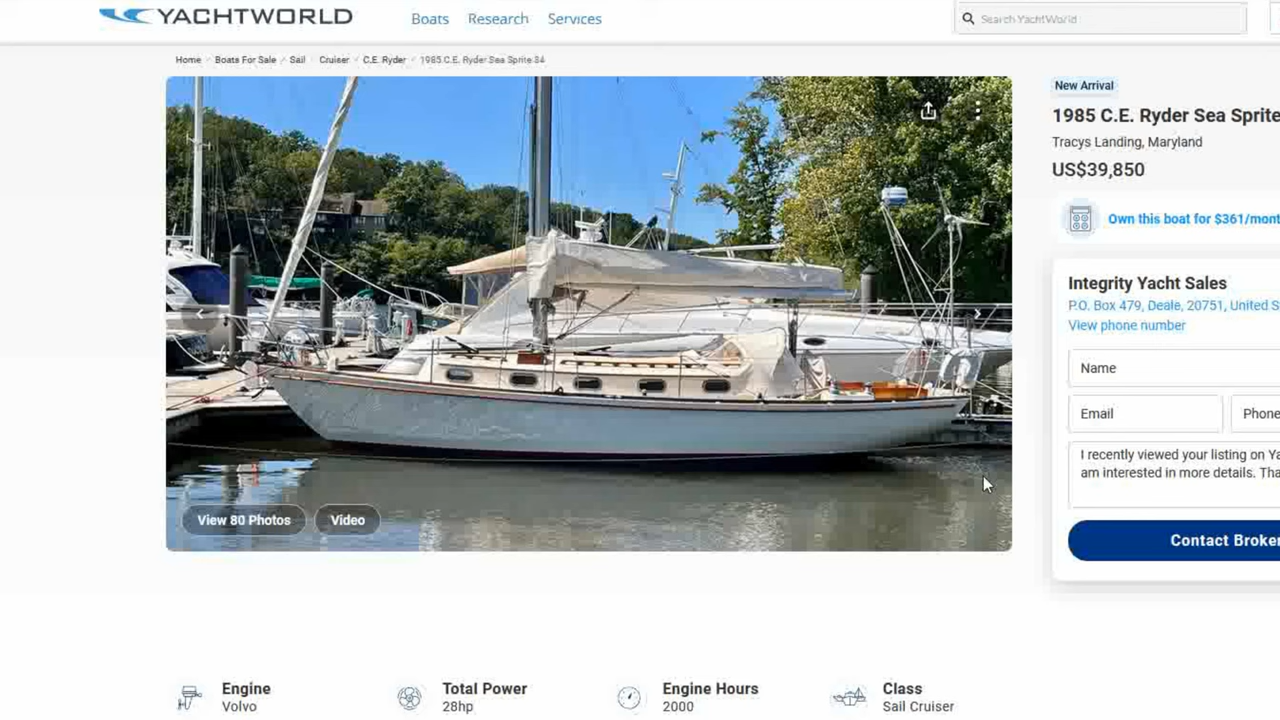 YACHTWORLD
Boats Research Services
Search YachtWorld
Home / Boats For Sale / Sail / Cruiser / C.E. Ryder / 1985 C.E. Ryder Sea Sprite 34
New Arrival
1985 C.E. Ryder Sea Sprite
Tracys Landing, Maryland
US$39,850
Own this boat for $361/mont
Integrity Yacht Sales
P.O. Box 479, Deale, 20751, United S
View phone number
Name
Email Phone
I recently viewed your listing on Ya
am interested in more details. Tha
Contact Broker
View 80 Photos Video
Engine
Volvo
Total Power
28hp
Engine Hours
2000
Class
Sail Cruiser